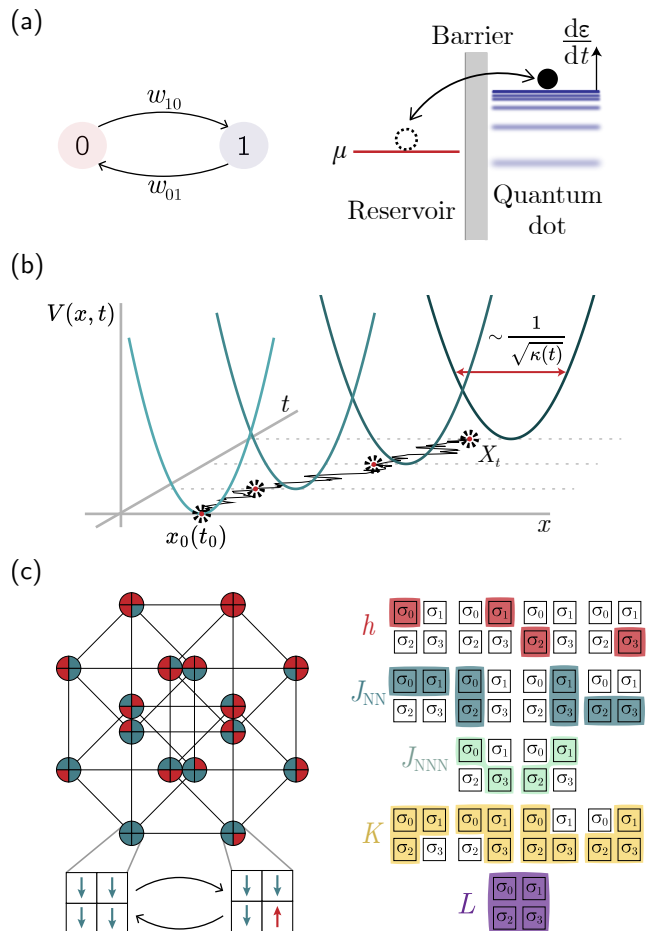 (a)
0
1
w₁₀
w₀₁
Barrier
dε
dt
μ
Reservoir
Quantum
dot
(b)
V(x, t)
t
∼ 1
√κ(t)
X_t
x₀(t₀)
x
(c)
h
σ₀ σ₁ σ₀ σ₁ σ₀ σ₁ σ₀ σ₁
σ₂ σ₃ σ₂ σ₃ σ₂ σ₃ σ₂ σ₃
J_NN
σ₀ σ₁ σ₀ σ₁ σ₀ σ₁ σ₀ σ₁
σ₂ σ₃ σ₂ σ₃ σ₂ σ₃ σ₂ σ₃
J_NNN
σ₀ σ₁ σ₀ σ₁
σ₂ σ₃ σ₂ σ₃
K
σ₀ σ₁ σ₀ σ₁ σ₀ σ₁ σ₀ σ₁
σ₂ σ₃ σ₂ σ₃ σ₂ σ₃ σ₂ σ₃
L
σ₀ σ₁
σ₂ σ₃